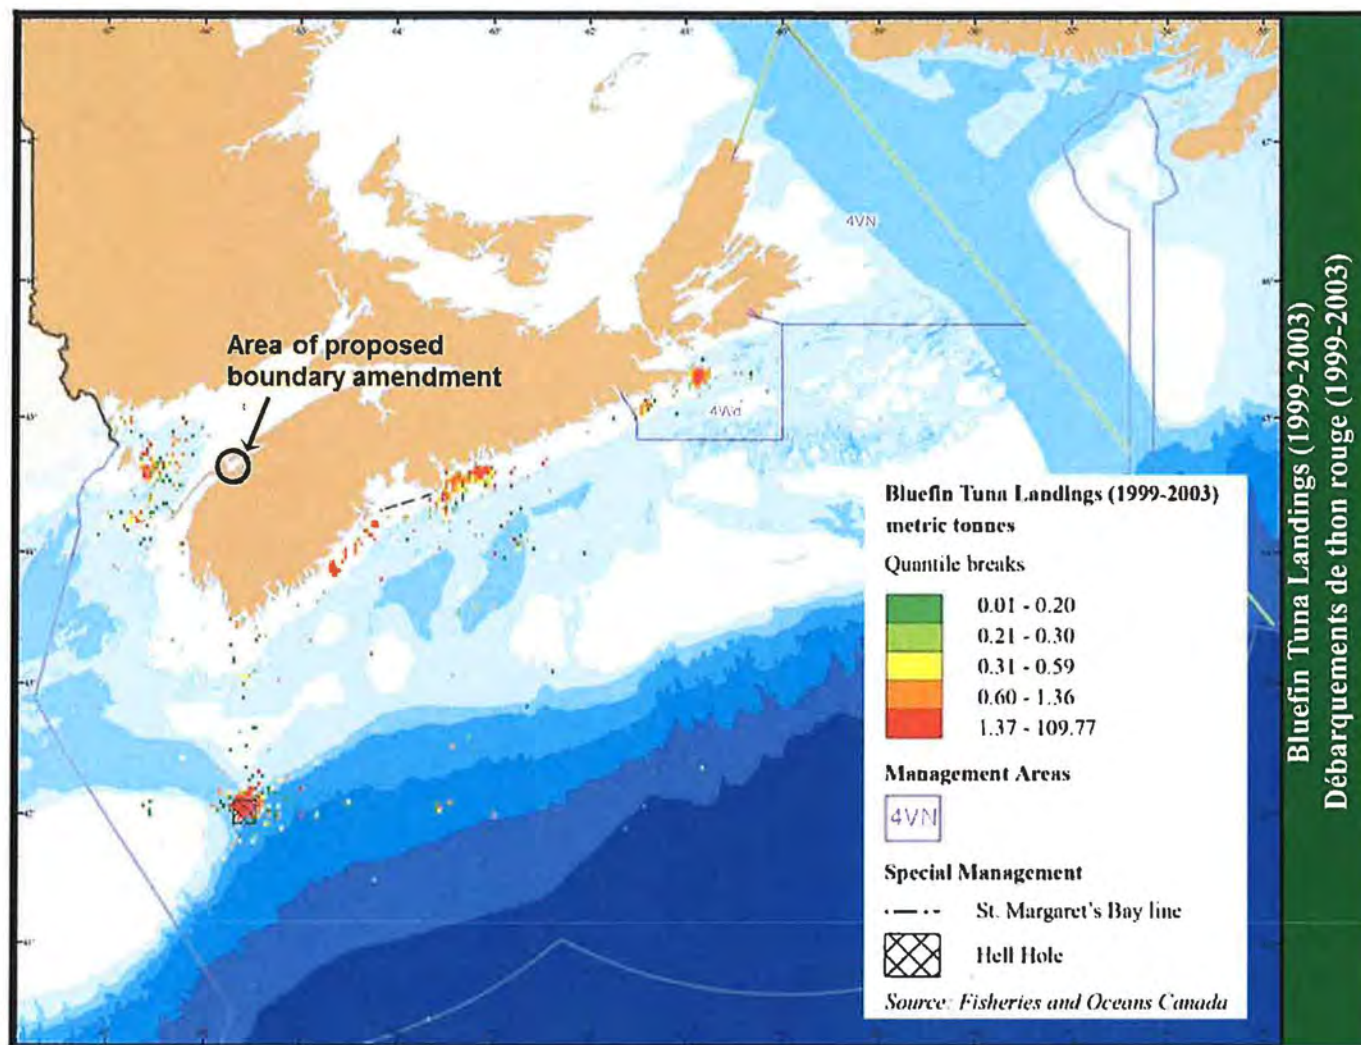 Area of proposed
boundary amendment
4VN
4Wd
Bluefin Tuna Landings (1999-2003)
metric tonnes
Quantile breaks
0.01 - 0.20
0.21 - 0.30
0.31 - 0.59
0.60 - 1.36
1.37 - 109.77
Management Areas
4VN
Special Management
St. Margaret's Bay line
Hell Hole
Source: Fisheries and Oceans Canada
Bluefin Tuna Landings (1999-2003)
Débarquements de thon rouge (1999-2003)